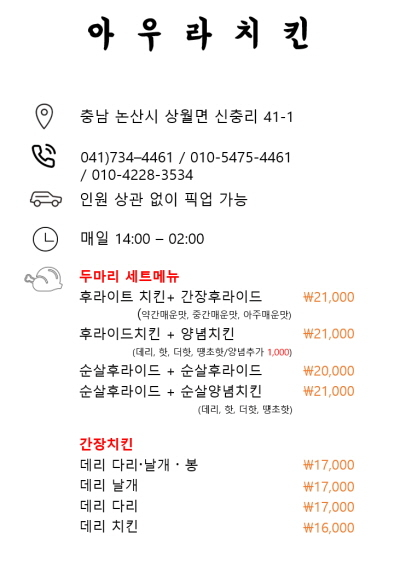 아우라치킨
충남 논산시 상월면 신충리 41-1
041)734–4461 / 010-5475-4461
/ 010-4228-3534
인원 상관 없이 픽업 가능
매일 14:00 – 02:00
두마리 세트메뉴
후라이트 치킨+ 간장후라이드 ₩21,000
(약간매운맛, 중간매운맛, 아주매운맛)
후라이드치킨 + 양념치킨 ₩21,000
(데리, 핫, 더핫, 땡초핫/양념추가 1,000)
순살후라이드 + 순살후라이드 ₩20,000
순살후라이드 + 순살양념치킨 ₩21,000
(데리, 핫, 더핫, 땡초핫)
간장치킨
데리 다리·날개 · 봉 ₩17,000
데리 날개 ₩17,000
데리 다리 ₩17,000
데리 치킨 ₩16,000